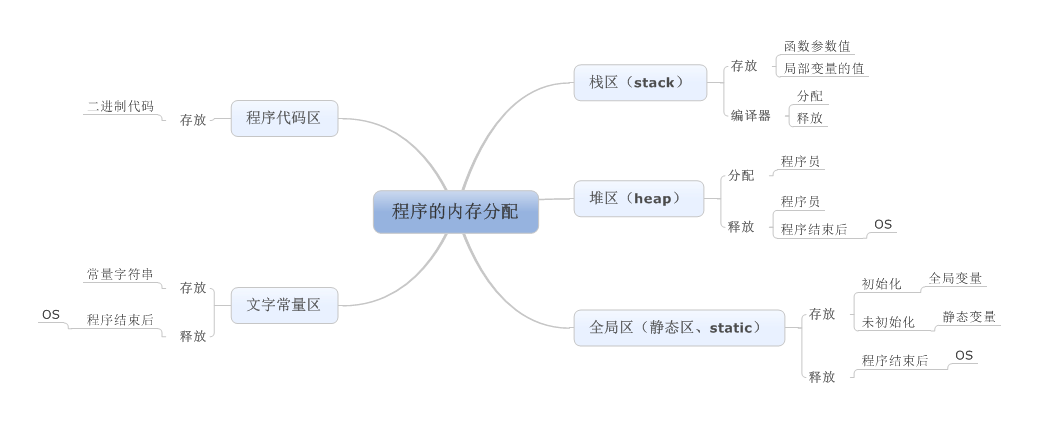 程序的内存分配
栈区（stack）
存放
函数参数值
局部变量的值
编译器
分配
释放
堆区（heap）
分配
程序员
释放
程序员
程序结束后
OS
全局区（静态区、static）
存放
初始化
全局变量
未初始化
静态变量
释放
程序结束后
OS
程序代码区
存放
二进制代码
文字常量区
存放
常量字符串
释放
程序结束后
OS